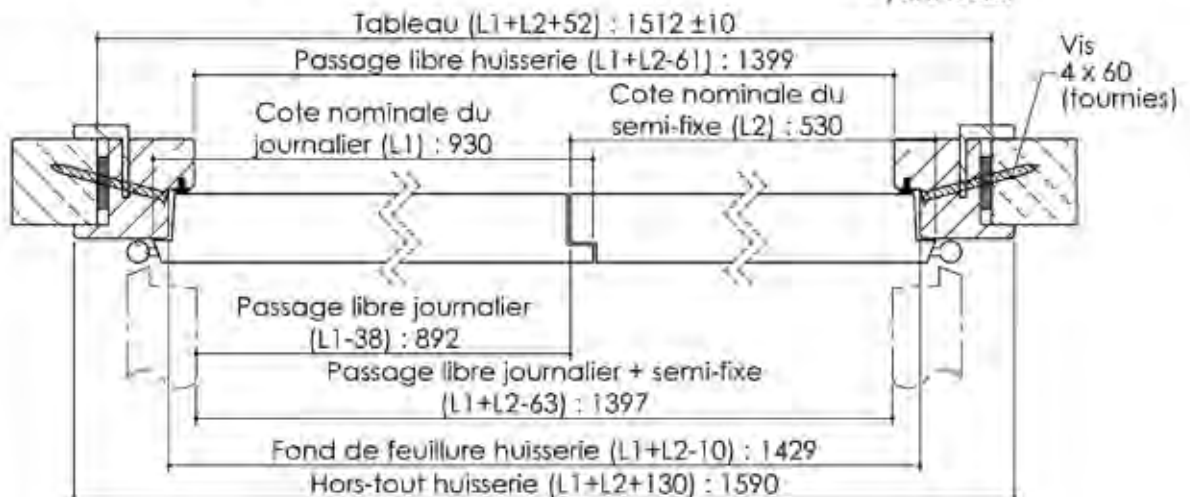 Tableau (L1+L2+52) : 1512 ±10
Passage libre huisserie (L1+L2-61) : 1399
Vis
4 x 60
(fournies)
Cote nominale du
journalier (L1) : 930
Cote nominale du
semi-fixe (L2) : 530
Passage libre journalier
(L1-38) : 892
Passage libre journalier + semi-fixe
(L1+L2-63) : 1397
Fond de feuillure huisserie (L1+L2-10) : 1429
Hors-tout huisserie (L1+L2+130) : 1590